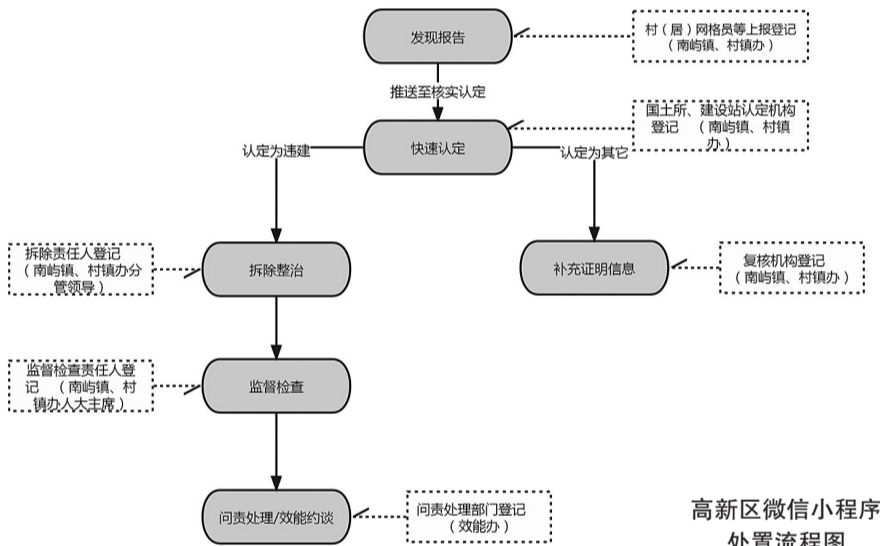 发现报告
村（居）网格员等上报登记
（南屿镇、村镇办）
推送至核实认定
国土所、建设站认定机构
登记 （南屿镇、村镇
办）
快速认定
认定为违建
认定为其它
拆除责任人登记
（南屿镇、村镇办分
管领导）
拆除整治
补充证明信息
复核机构登记
（南屿镇、村镇办）
监督检查责任人登
记 （南屿镇、村
镇办人大主席）
监督检查
问责处理/效能约谈
问责处理部门登记
（效能办）
高新区微信小程序
处置流程图